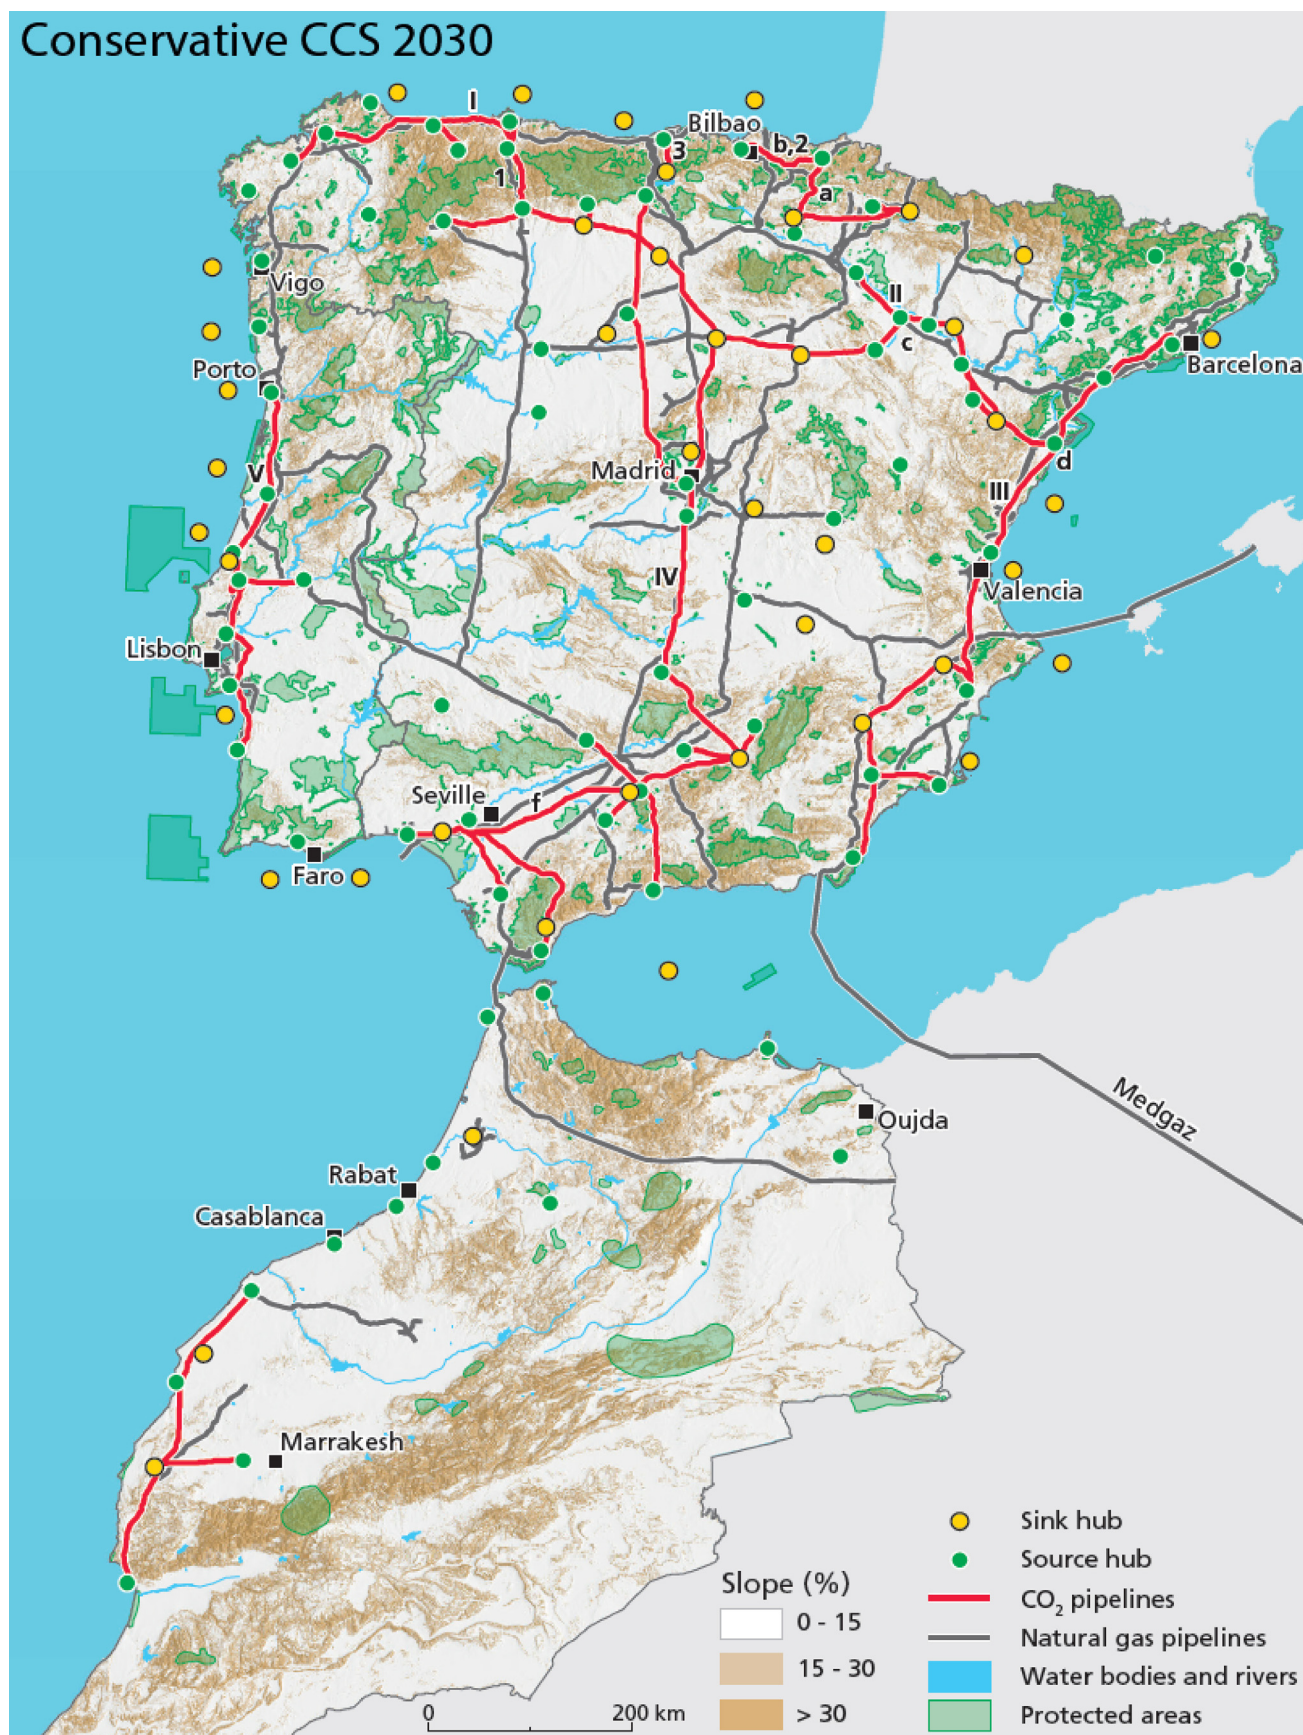 Conservative CCS 2030
I
Bilbao
b,2
3
a
1
Vigo
II
c
Barcelona
Porto
Madrid
d
V
III
IV
Valencia
Lisbon
Seville
f
Faro
Medgaz
Oujda
Rabat
Casablanca
Marrakesh
Sink hub
Source hub
Slope (%)
CO₂ pipelines
0 - 15
Natural gas pipelines
15 - 30
Water bodies and rivers
0 200 km
> 30
Protected areas